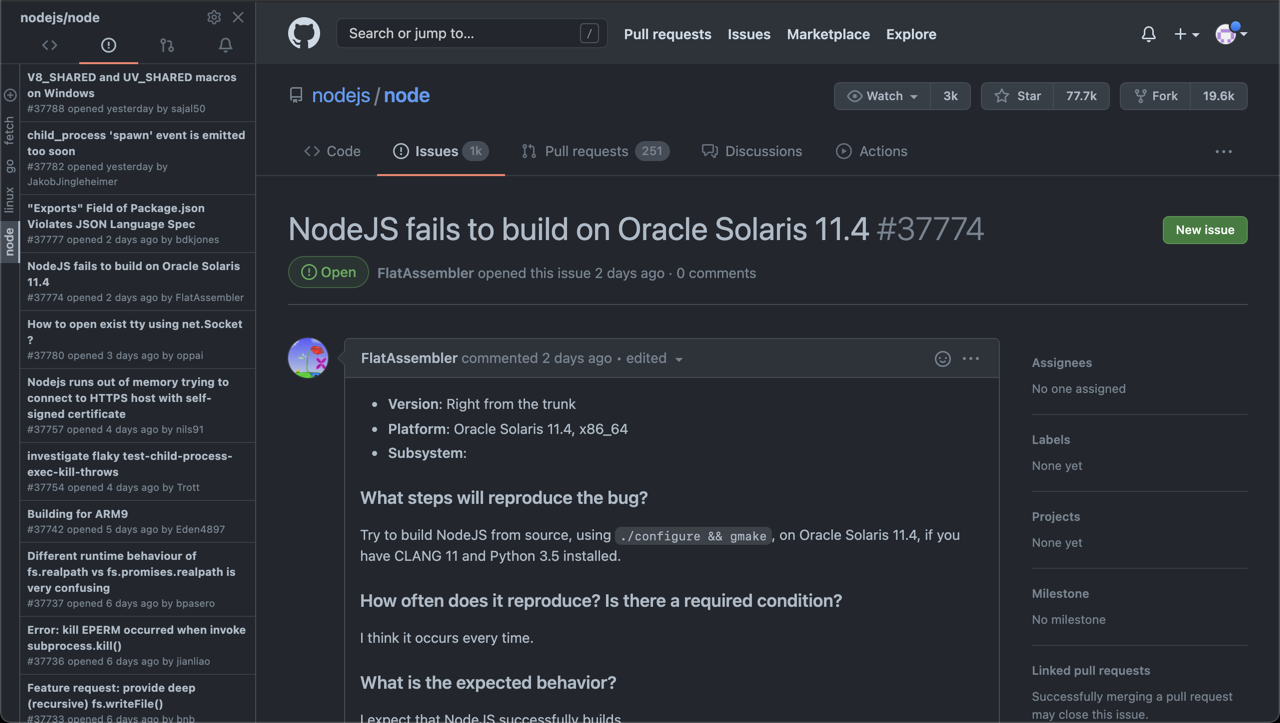 nodejs/node
fetch
go
linux
node
V8_SHARED and UV_SHARED macros
on Windows
#37788 opened yesterday by sajal50
child_process 'spawn' event is emitted
too soon
#37782 opened yesterday by
JakobJingleheimer
"Exports" Field of Package.json
Violates JSON Language Spec
#37777 opened 2 days ago by bdkjones
NodeJS fails to build on Oracle Solaris
11.4
#37774 opened 2 days ago by FlatAssembler
How to open exist tty using net.Socket
?
#37780 opened 3 days ago by oppai
Nodejs runs out of memory trying to
connect to HTTPS host with self-
signed certificate
#37757 opened 4 days ago by nils91
investigate flaky test-child-process-
exec-kill-throws
#37754 opened 4 days ago by Trott
Building for ARM9
#37742 opened 5 days ago by Eden4897
Different runtime behaviour of
fs.realpath vs fs.promises.realpath is
very confusing
#37737 opened 6 days ago by bpasero
Error: kill EPERM occurred when invoke
subprocess.kill()
#37736 opened 6 days ago by jianliao
Feature request: provide deep
(recursive) fs.writeFile()
#37733 opened 6 days ago by bnb
Search or jump to... /
Pull requests Issues Marketplace Explore
nodejs / node
Watch 3k Star 77.7k Fork 19.6k
Code Issues 1k Pull requests 251 Discussions Actions
NodeJS fails to build on Oracle Solaris 11.4 #37774
New issue
Open FlatAssembler opened this issue 2 days ago · 0 comments
FlatAssembler commented 2 days ago • edited
• Version: Right from the trunk
• Platform: Oracle Solaris 11.4, x86_64
• Subsystem:
What steps will reproduce the bug?
Try to build NodeJS from source, using ./configure && gmake, on Oracle Solaris 11.4, if you
have CLANG 11 and Python 3.5 installed.
How often does it reproduce? Is there a required condition?
I think it occurs every time.
What is the expected behavior?
I expect that NodeJS successfully builds.
Assignees
No one assigned
Labels
None yet
Projects
None yet
Milestone
No milestone
Linked pull requests
Successfully merging a pull request
may close this issue.